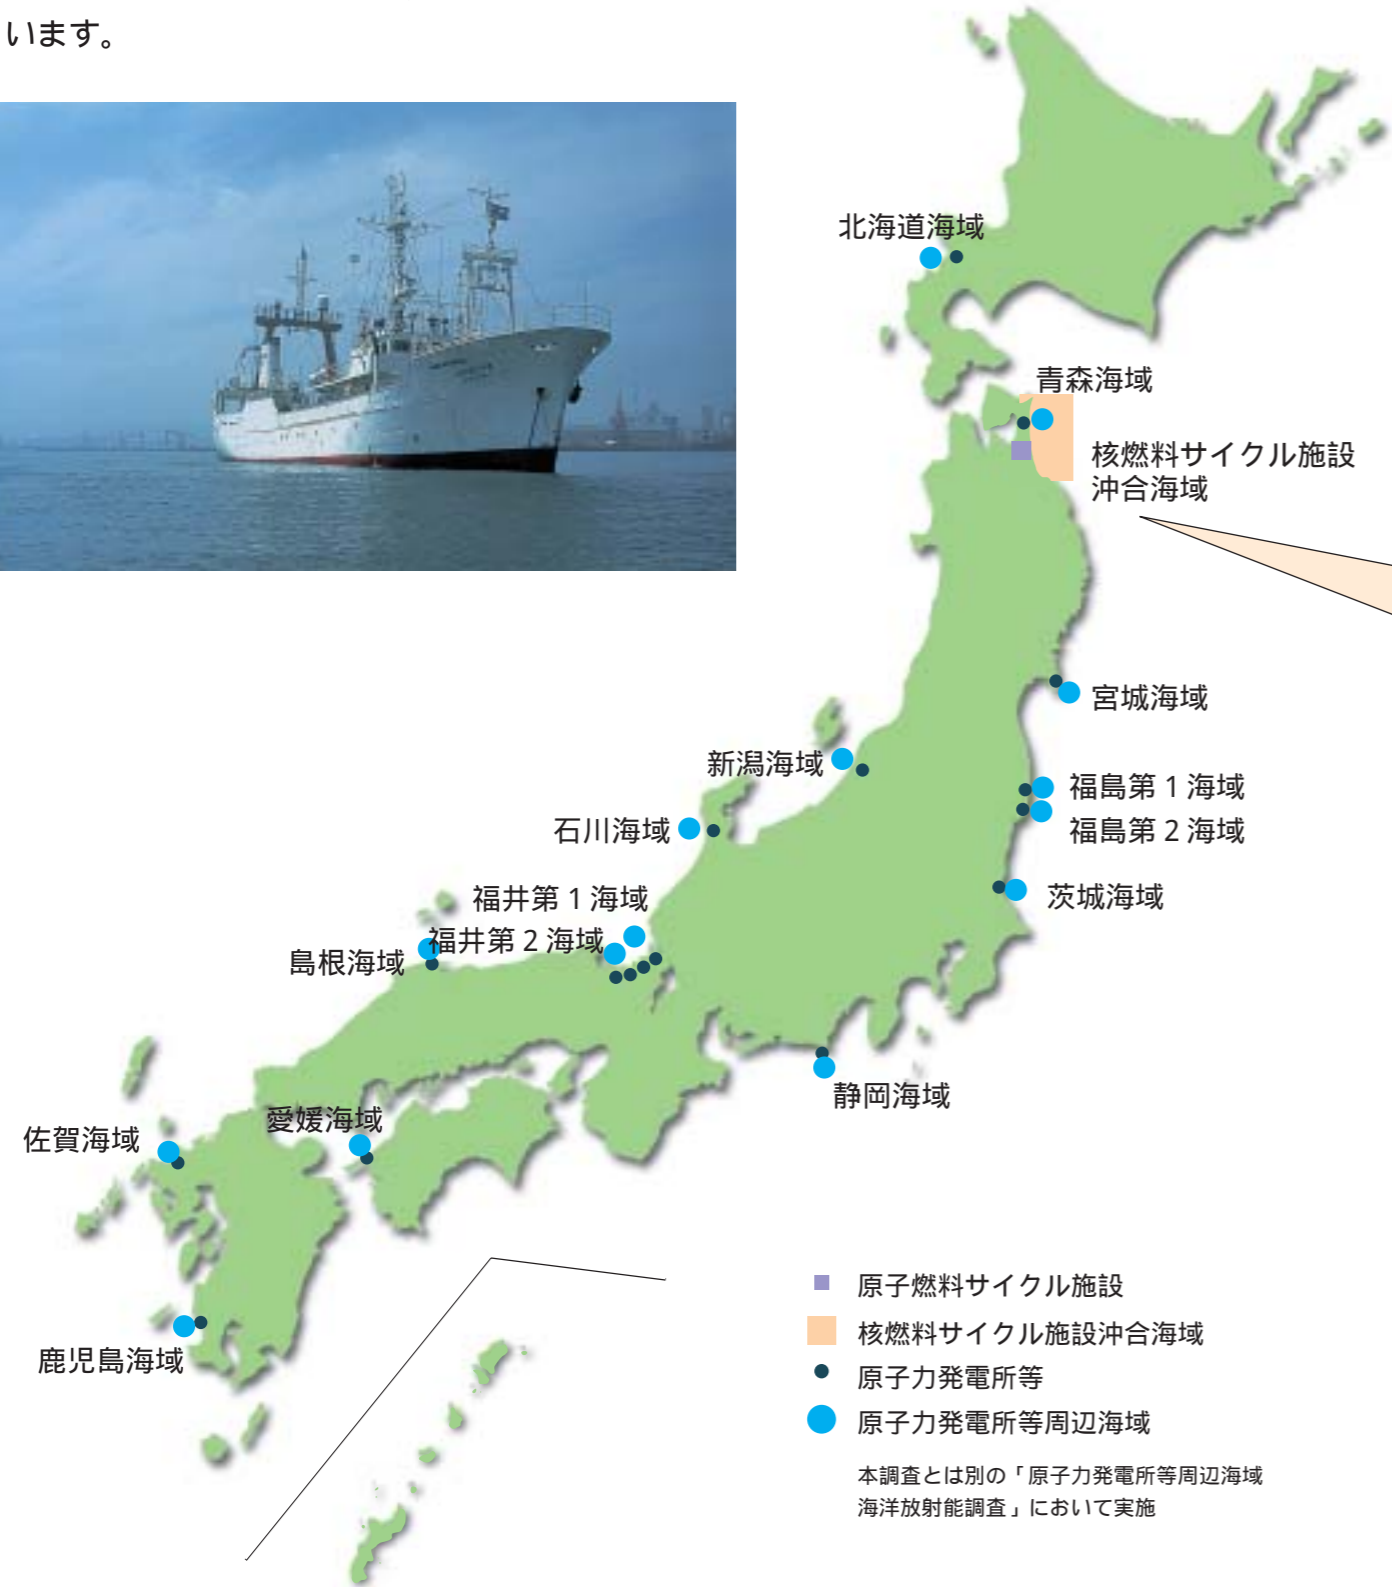 います。
北海道海域
青森海域
核燃料サイクル施設
沖合海域
宮城海域
新潟海域
福島第1海域
石川海域
福島第2海域
福井第1海域
茨城海域
福井第2海域
島根海域
静岡海域
愛媛海域
佐賀海域
鹿児島海域
原子燃料サイクル施設
核燃料サイクル施設沖合海域
原子力発電所等
原子力発電所等周辺海域
本調査とは別の「原子力発電所等周辺海域
海洋放射能調査」において実施